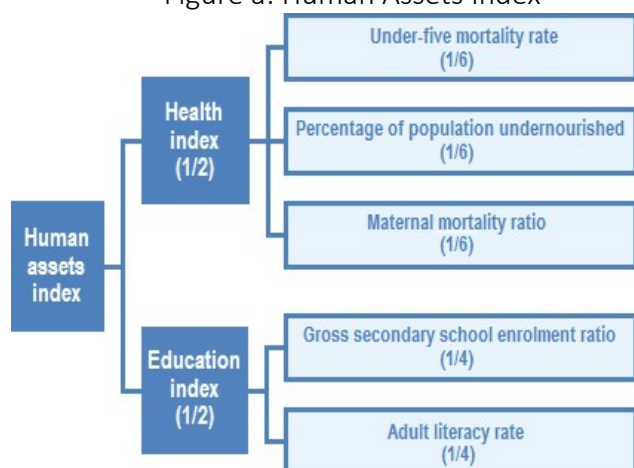 Figure a: Human Assets Index
Under-five mortality rate
(1/6)
Health
index
(1/2)
Percentage of population undernourished
(1/6)
Maternal mortality ratio
(1/6)
Human
assets
index
Gross secondary school enrolment ratio
(1/4)
Education
index
(1/2)
Adult literacy rate
(1/4)